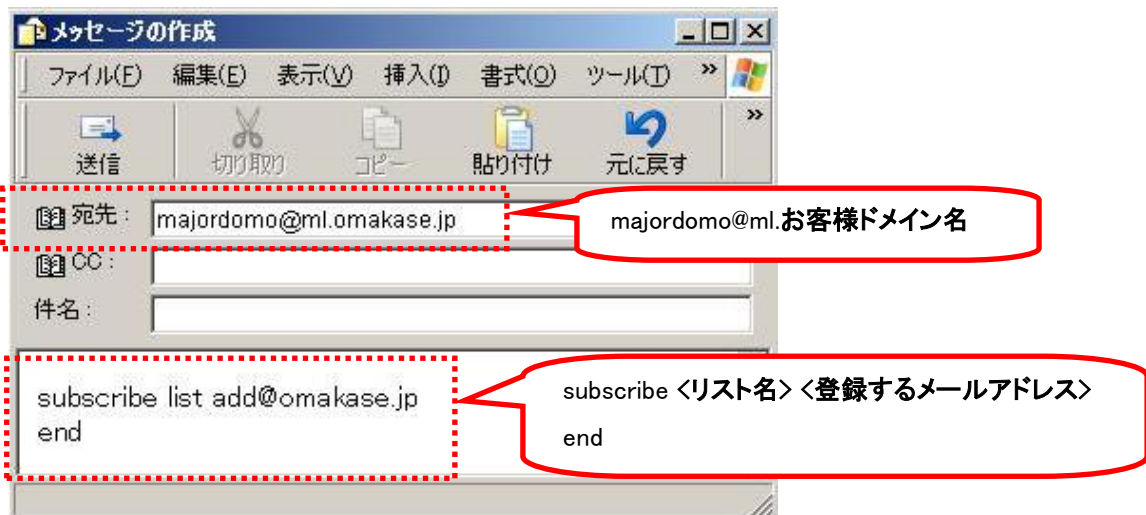 メッセージの作成
ファイル(F) 編集(E) 表示(V) 挿入(I) 書式(O) ツール(T) »
送信 切り取り コピー 貼り付け 元に戻す »
宛先: majordomo@ml.omakase.jp
majordomo@ml.お客様ドメイン名
CC:
件名:
subscribe list add@omakase.jp
end
subscribe <リスト名> <登録するメールアドレス>
end